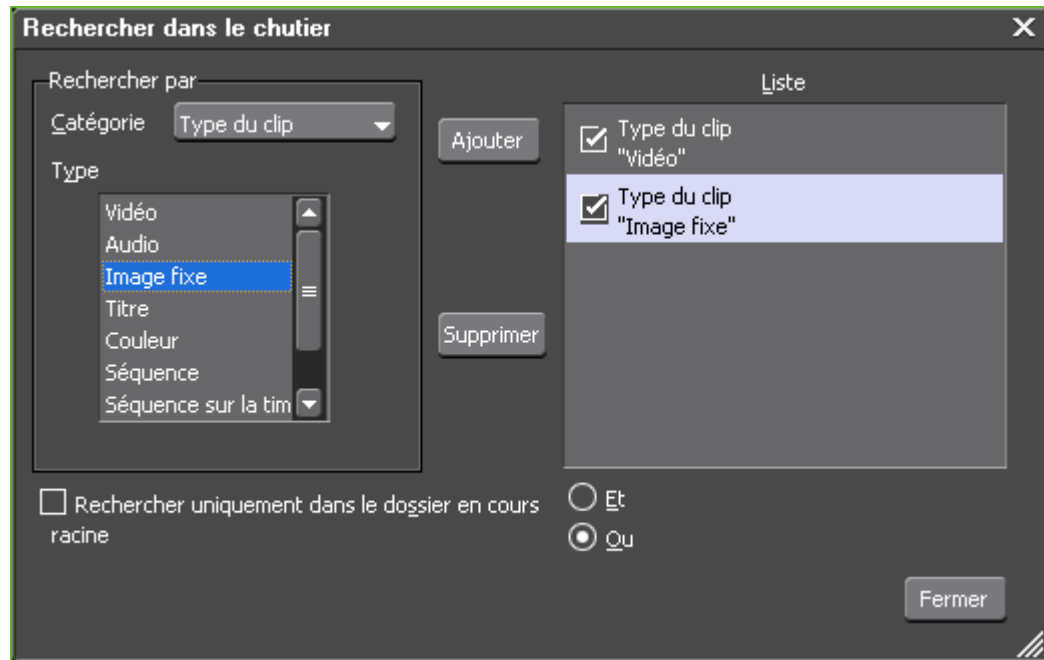 Rechercher dans le chutier
Rechercher par
Catégorie
Type du clip
Type
Vidéo
Audio
Image fixe
Titre
Couleur
Séquence
Séquence sur la tim
Rechercher uniquement dans le dossier en cours
racine
Ajouter
Supprimer
Liste
Type du clip
"Vidéo"
Type du clip
"Image fixe"
Et
Ou
Fermer